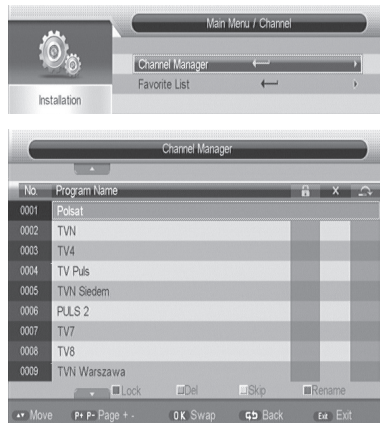 Main Menu / Channel
Channel Manager
Favorite List
Installation
Channel Manager
No. Program Name X
0001 Polsat
0002 TVN
0003 TV4
0004 TV Puls
0005 TVN Siedem
0006 PULS 2
0007 TV7
0008 TV8
0009 TVN Warszawa
Lock Del Skip Rename
Move P+ P- Page + - OK Swap Back Exit Exit